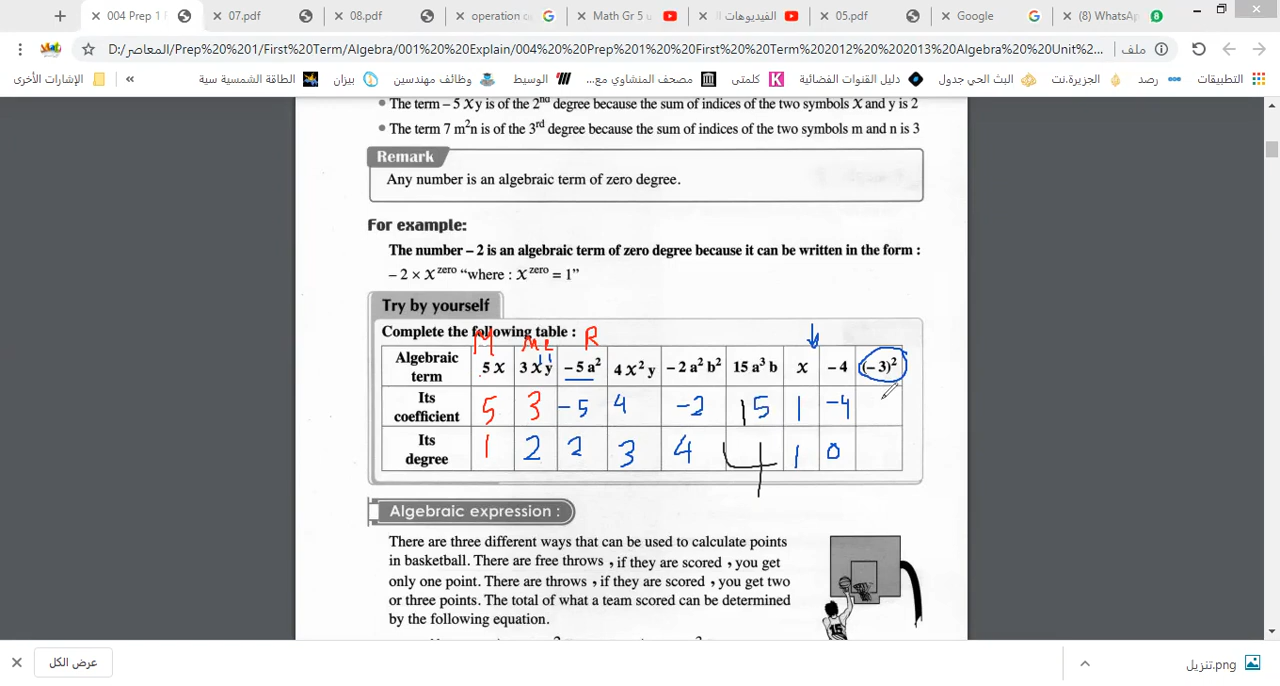 004 Prep 1
07.pdf
08.pdf
operation
Math Gr 5 u
الفيديوهات
05.pdf
Google
(8) WhatsAp
D:/المعاصر/Prep%20%201/First%20Term/Algebra/001%20%20Explain/004%20%20Prep%201%20%20First%20%20Term%202012%20%202013%20Algebra%20%20Unit%...
ملف
التطبيقات
رصد
الجزيرة.نت
البث الحي جدول
دليل القنوات الفضائية
كلمتى
مصحف المنشاوي مع...
الوسيط
وظائف مهندسين
بيزان
الطاقة الشمسية سية
»
الإشارات الأخرى
• The term – 5 X y is of the 2nd degree because the sum of indices of the two symbols X and y is 2
• The term 7 m²n is of the 3rd degree because the sum of indices of the two symbols m and n is 3
Remark
Any number is an algebraic term of zero degree.
For example:
The number – 2 is an algebraic term of zero degree because it can be written in the form :
– 2 × X zero “where : X zero = 1”
Try by yourself
Complete the following table :
M M L R
Algebraic term 5 X 3 X y – 5 a² 4 X² y – 2 a² b² 15 a³ b X – 4 (– 3)²
Its coefficient 5 3 -5 4 -2 15 1 -4
Its degree 1 2 2 3 4 4 1 0
Algebraic expression :
There are three different ways that can be used to calculate points
in basketball. There are free throws , if they are scored , you get
only one point. There are throws , if they are scored , you get two
or three points. The total of what a team scored can be determined
by the following equation.
15
عرض الكل
تنزيل.png